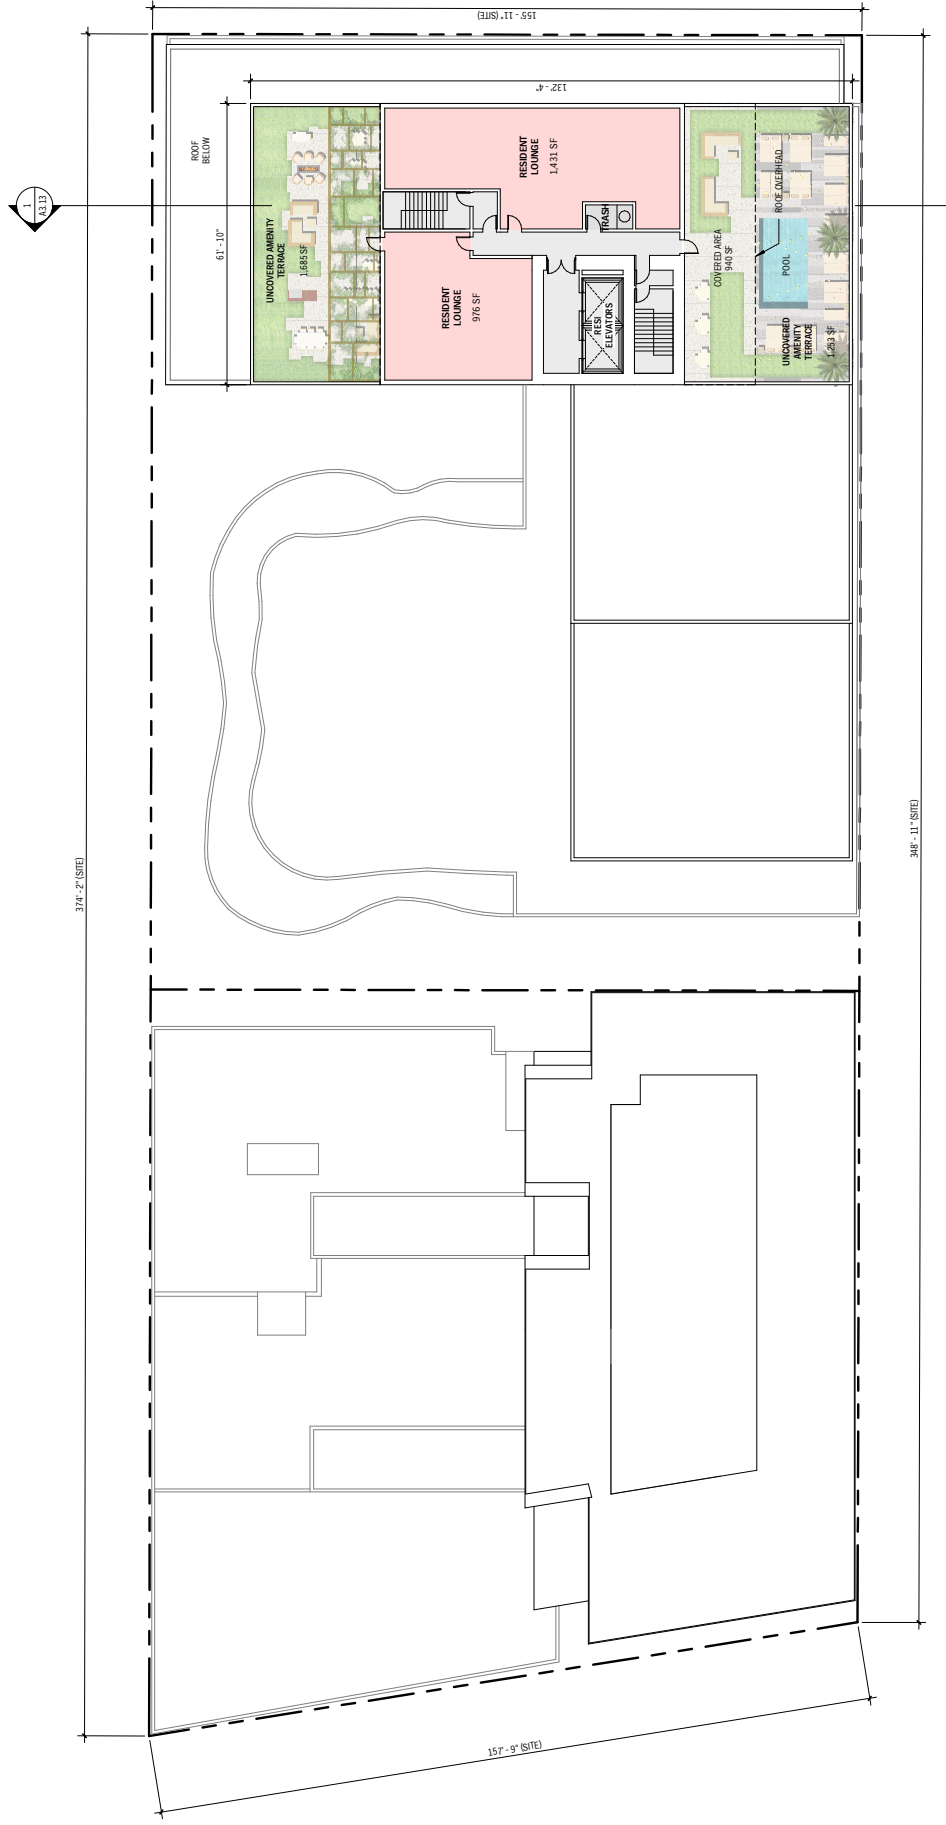 155' - 11" (SITE)
132' - 4"
ROOF
BELOW
61' - 10"
1
A3.13
UNCOVERED AMENITY
TERRACE
1,685 SF
RESIDENT
LOUNGE
1,431 SF
TRASH
RESIDENT
LOUNGE
976 SF
RESI
ELEVATORS
COVERED AREA
940 SF
ROOF OVERHEAD
POOL
UNCOVERED
AMENITY
TERRACE
1,253 SF
374' - 2" (SITE)
348' - 11" (SITE)
157' - 9" (SITE)